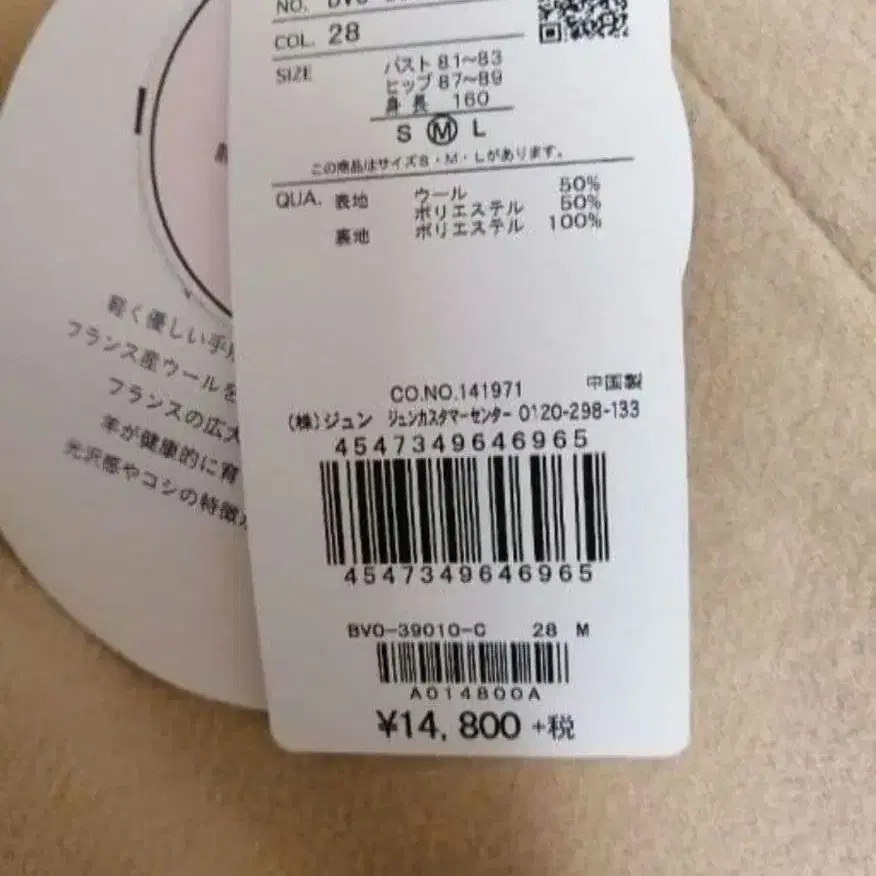 NO.
COL. 28
SIZE バスト 81〜83
ヒップ 87〜89
身長 160
S M L
この商品はサイズS・M・Lがあります。
QUA. 表地 ウール 50%
ポリエステル 50%
裏地 ポリエステル 100%
CO.NO.141971 中国製
(株)ジュン ジュンカスタマーセンター 0120-298-133
4547349646965
4547349646965
BV0-39010-C 28 M
A014800A
¥14,800 +税
軽く優しい手
フランス産ウールを
フランスの広大
羊が健康的に育
光沢感やコシの特徴